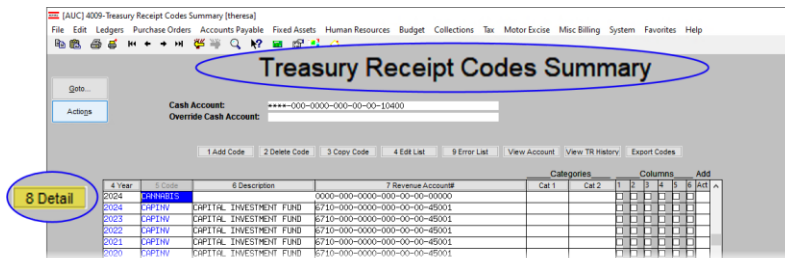 [AUC] 4009-Treasury Receipt Codes Summary [theresa]
File Edit Ledgers Purchase Orders Accounts Payable Fixed Assets Human Resources Budget Collections Tax Motor Excise Misc Billing System Favorites Help
Treasury Receipt Codes Summary
Goto...
Actions
Cash Account: ****-000-0000-000-00-00-10400
Override Cash Account:
1 Add Code 2 Delete Code 3 Copy Code 4 Edit List 9 Error List View Account View TR History Export Codes
Categories Columns Add
8 Detail
4 Year 5 Code 6 Description 7 Revenue Account# Cat 1 Cat 2 1 2 3 4 5 6 Act
2024 CANNABIS 0000-000-0000-000-00-00-00000
2024 CAPINV CAPITAL INVESTMENT FUND 6710-000-0000-000-00-00-45001
2023 CAPINV CAPITAL INVESTMENT FUND 6710-000-0000-000-00-00-45001
2022 CAPINV CAPITAL INVESTMENT FUND 6710-000-0000-000-00-00-45001
2021 CAPINV CAPITAL INVESTMENT FUND 6710-000-0000-000-00-00-45001
2020 CAPINV CAPITAL INVESTMENT FUND 6710-000-0000-000-00-00-45001